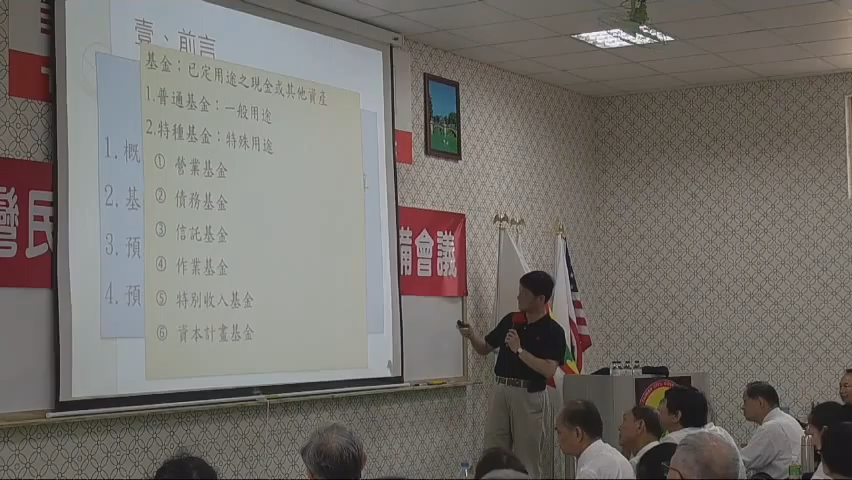 壹、前言
基金：已定用途之現金或其他資產
1.普通基金：一般用途
2.特種基金：特殊用途
① 營業基金
② 債務基金
③ 信託基金
④ 作業基金
⑤ 特別收入基金
⑥ 資本計畫基金
1.概
2.基
3.預
4.預
灣民
備會議